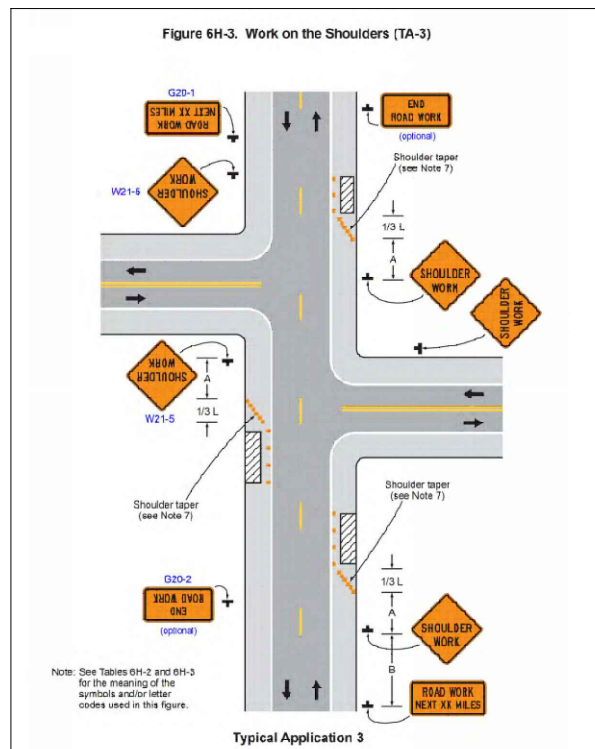 Figure 6H-3. Work on the Shoulders (TA-3)
G20-1
ROAD WORK
NEXT XX MILES
END
ROAD WORK
(optional)
SHOULDER
WORK
W21-5
Shoulder taper
(see Note 7)
1/3 L
A
SHOULDER
WORK
SHOULDER
WORK
SHOULDER
WORK
W21-5
A
1/3 L
Shoulder taper
(see Note 7)
Shoulder taper
(see Note 7)
G20-2
END
ROAD WORK
(optional)
1/3 L
A
SHOULDER
WORK
B
ROAD WORK
NEXT XX MILES
Note: See Tables 6H-2 and 6H-3
for the meaning of the
symbols and/or letter
codes used in this figure.
Typical Application 3